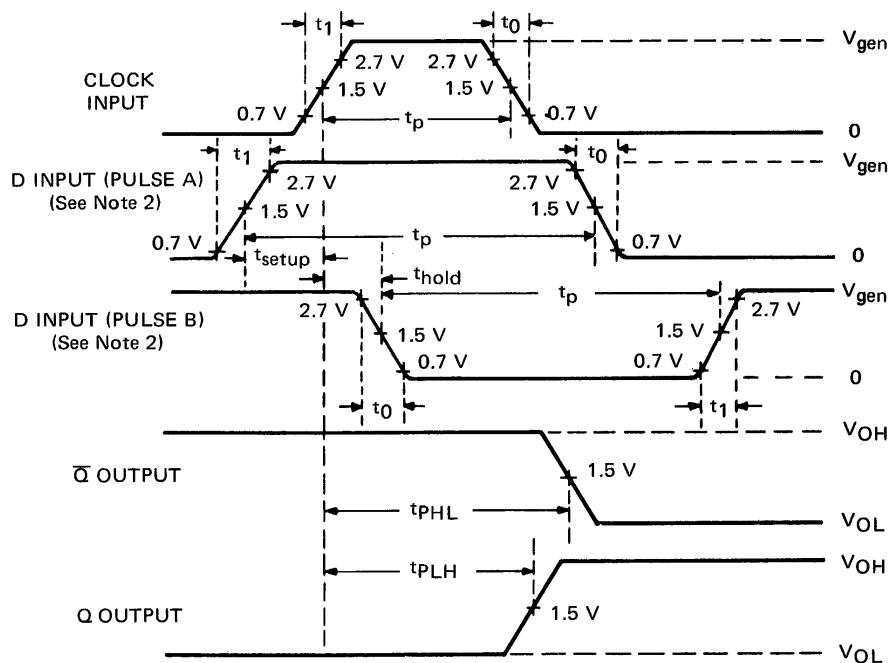 t1 t0 Vgen
2.7 V 2.7 V
CLOCK
INPUT
1.5 V 1.5 V
0.7 V tp 0.7 V
0
t1 t0 Vgen
D INPUT (PULSE A)
(See Note 2)
2.7 V 2.7 V
1.5 V 1.5 V
0.7 V tp 0.7 V
tsetup 0
thold tp Vgen
D INPUT (PULSE B)
(See Note 2)
2.7 V 2.7 V
1.5 V 1.5 V
0.7 V 0.7 V
0
t0 t1
VOH
Q̅ OUTPUT
1.5 V
tPHL
VOL
VOH
tPLH
Q OUTPUT
1.5 V
VOL